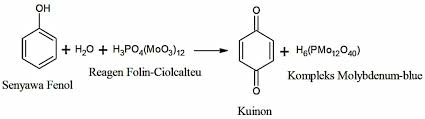 OH
O
+ H₂O + H₃PO₄(MoO₃)₁₂
+ H₆(PMo₁₂O₄₀)
Reagen Folin-Ciolcalteu
Kompleks Molybdenum-blue
Senyawa Fenol
O
Kuinon